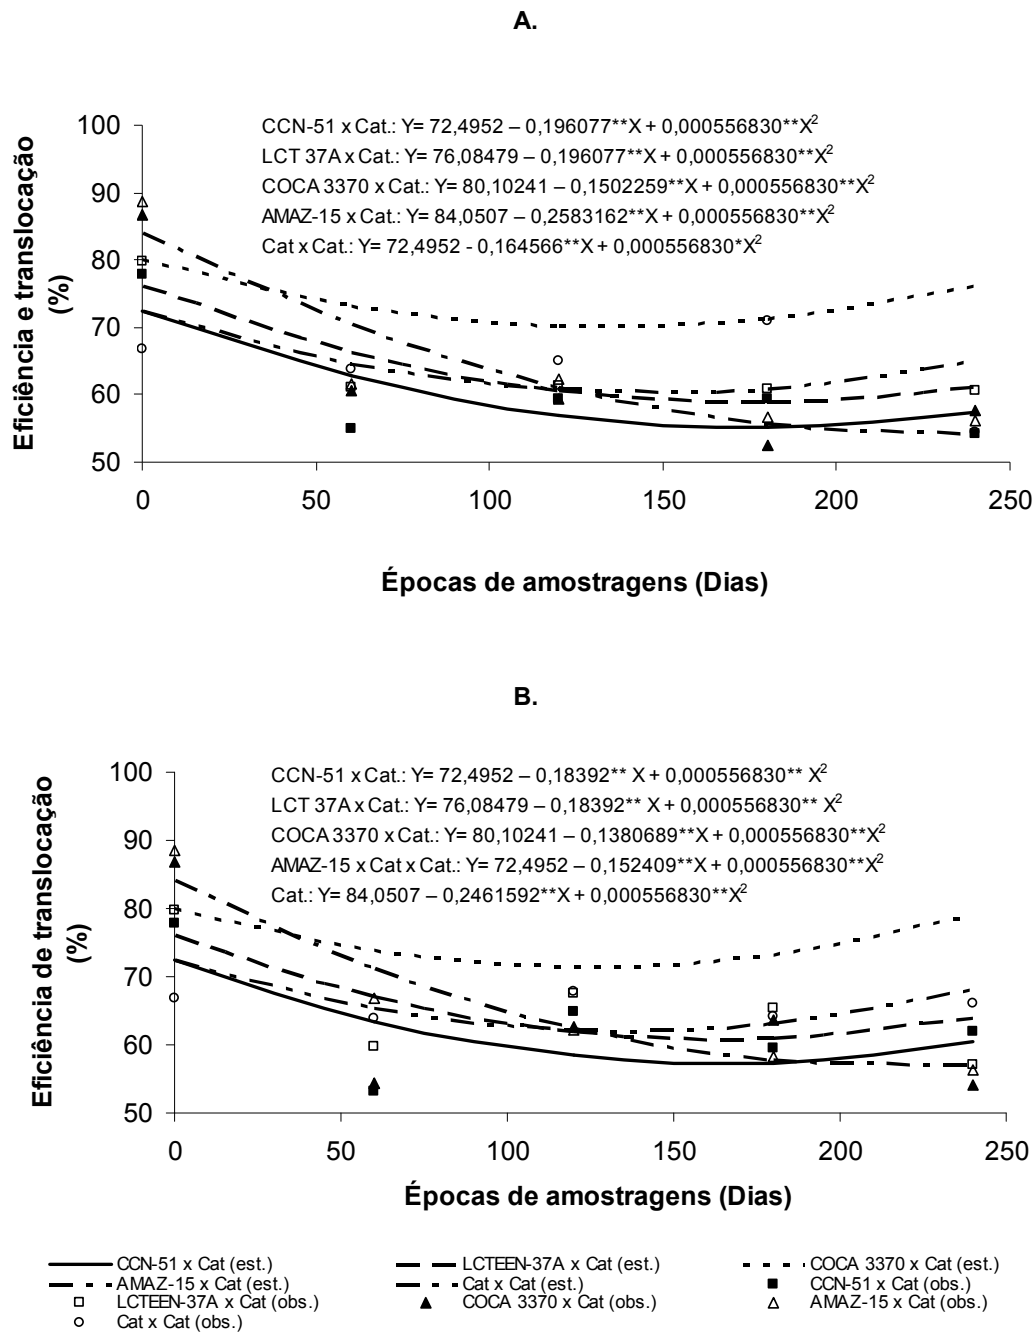 A.
CCN-51 x Cat.: Y= 72,4952 – 0,196077**X + 0,000556830**X²
LCT 37A x Cat.: Y= 76,08479 – 0,196077**X + 0,000556830**X²
COCA 3370 x Cat.: Y= 80,10241 – 0,1502259**X + 0,000556830**X²
AMAZ-15 x Cat.: Y= 84,0507 – 0,2583162**X + 0,000556830**X²
Cat x Cat.: Y= 72,4952 - 0,164566**X + 0,000556830*X²
Eficiência e translocação
(%)
100
90
80
70
60
50
0 50 100 150 200 250
Épocas de amostragens (Dias)
B.
CCN-51 x Cat.: Y= 72,4952 – 0,18392** X + 0,000556830** X²
LCT 37A x Cat.: Y= 76,08479 – 0,18392** X + 0,000556830** X²
COCA 3370 x Cat.: Y= 80,10241 – 0,1380689**X + 0,000556830**X²
AMAZ-15 x Cat x Cat.: Y= 72,4952 – 0,152409**X + 0,000556830**X²
Cat.: Y= 84,0507 – 0,2461592**X + 0,000556830**X²
Eficiência de translocação
(%)
100
90
80
70
60
50
0 50 100 150 200 250
Épocas de amostragens (Dias)
CCN-51 x Cat (est.) LCTEEN-37A x Cat (est.) COCA 3370 x Cat (est.)
AMAZ-15 x Cat (est.) Cat x Cat (est.) CCN-51 x Cat (obs.)
LCTEEN-37A x Cat (obs.) COCA 3370 x Cat (obs.) AMAZ-15 x Cat (obs.)
Cat x Cat (obs.)